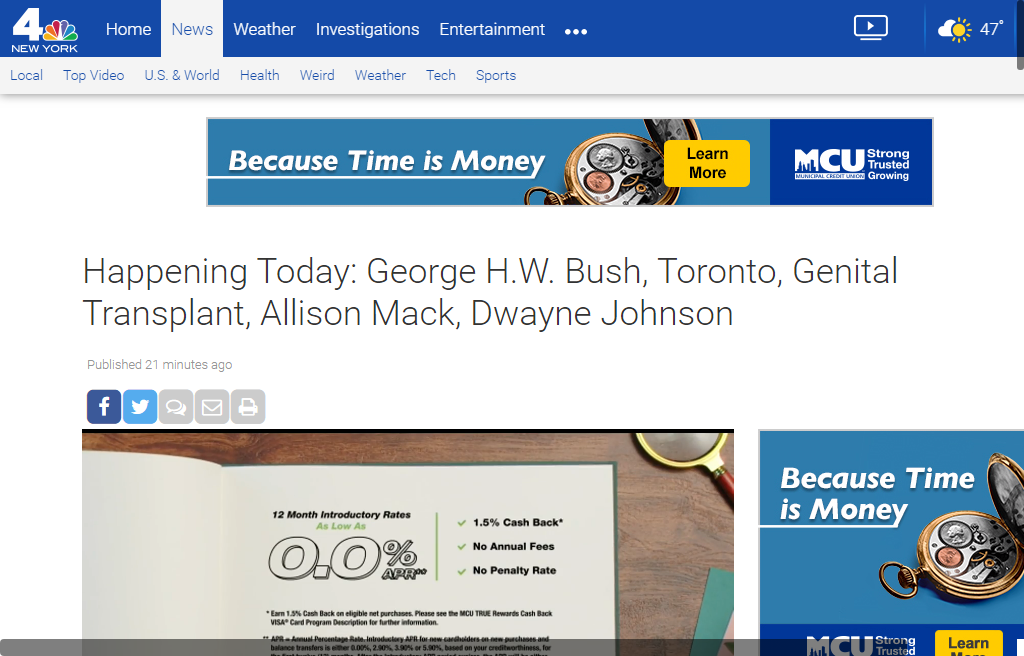 4
NEW YORK
Home
News
Weather
Investigations
Entertainment
47°
Local
Top Video
U.S. & World
Health
Weird
Weather
Tech
Sports
Because Time is Money
Learn
More
MCU
MUNICIPAL CREDIT UNION
Strong
Trusted
Growing
Happening Today: George H.W. Bush, Toronto, Genital
Transplant, Allison Mack, Dwayne Johnson
Published 21 minutes ago
12 Month Introductory Rates
As Low As
0.0% APR**
1.5% Cash Back*
No Annual Fees
No Penalty Rate
* Earn 1.5% Cash Back on eligible net purchases. Please see the MCU TRUE Rewards Cash Back
VISA® Card Program Description for further information.
** APR = Annual Percentage Rate. Introductory APR for new cardholders on new purchases and
balance transfers is either 0.00%, 2.90%, 3.90% or 5.90%, based on your creditworthiness, for
Because Time
is Money
MCU
Strong
Trusted
Learn
More